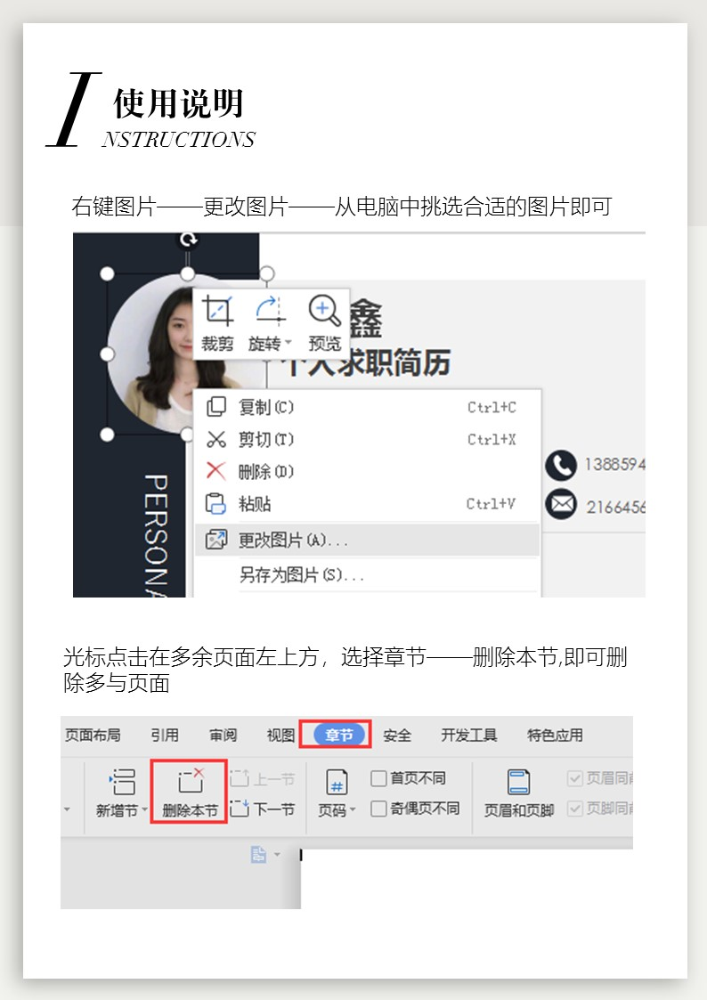 I 使用说明
NSTRUCTIONS
右键图片——更改图片——从电脑中挑选合适的图片即可
裁剪 旋转 预览
鑫
个人求职简历
复制(C) Ctrl+C
剪切(T) Ctrl+X
删除(D)
粘贴 Ctrl+V
更改图片(A)...
另存为图片(S)...
1388594
2166456
PERSONA
光标点击在多余页面左上方，选择章节——删除本节,即可删
除多与页面
页面布局 引用 审阅 视图 章节 安全 开发工具 特色应用
新增节 删除本节 上一节 下一节 页码 首页不同 奇偶页不同 页眉和页脚 页眉同前 页脚同前